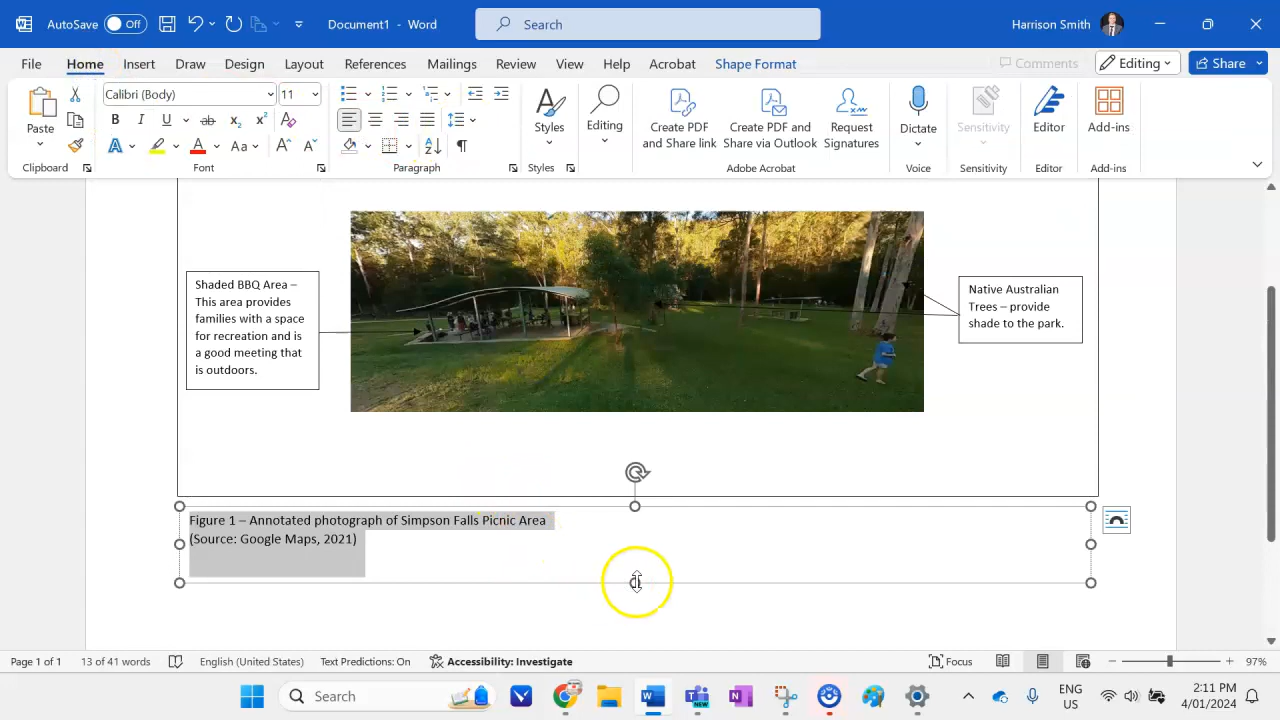 AutoSave Off Document1 - Word Search Harrison Smith
File Home Insert Draw Design Layout References Mailings Review View Help Acrobat Shape Format Comments Editing Share
Calibri (Body) 11
Paste Styles Editing Create PDF and Share link Create PDF and Share via Outlook Request Signatures Dictate Sensitivity Editor Add-ins
Clipboard Font Paragraph Styles Adobe Acrobat Voice Sensitivity Editor Add-ins
Shaded BBQ Area –
This area provides
families with a space
for recreation and is
a good meeting that
is outdoors.
Native Australian
Trees – provide
shade to the park.
Figure 1 – Annotated photograph of Simpson Falls Picnic Area
(Source: Google Maps, 2021)
Page 1 of 1 13 of 41 words English (United States) Text Predictions: On Accessibility: Investigate Focus 97%
Search ENG US 2:11 PM 4/01/2024